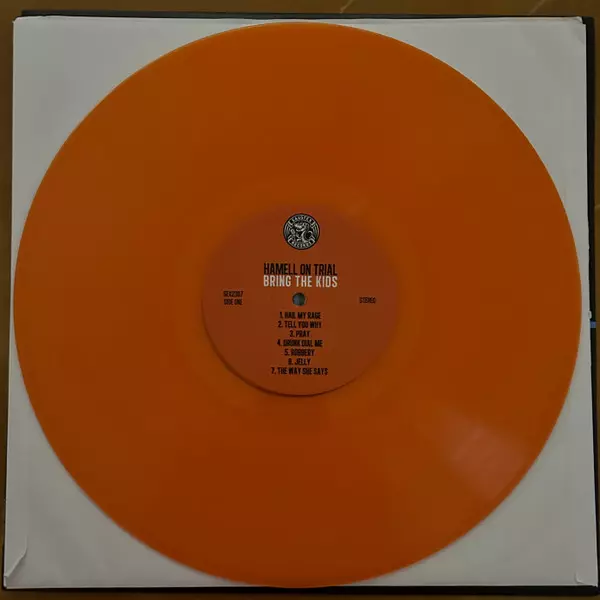 RECORDS
HAMELL ON TRIAL
BRING THE KIDS
SIDE ONE
STEREO
1. HAIL MY RAGE
2. TELL YOU WHY
3. PRAY
4. DRUNK DIAL ME
5. ROBBERY
6. JELLY
7. THE WAY SHE SAYS